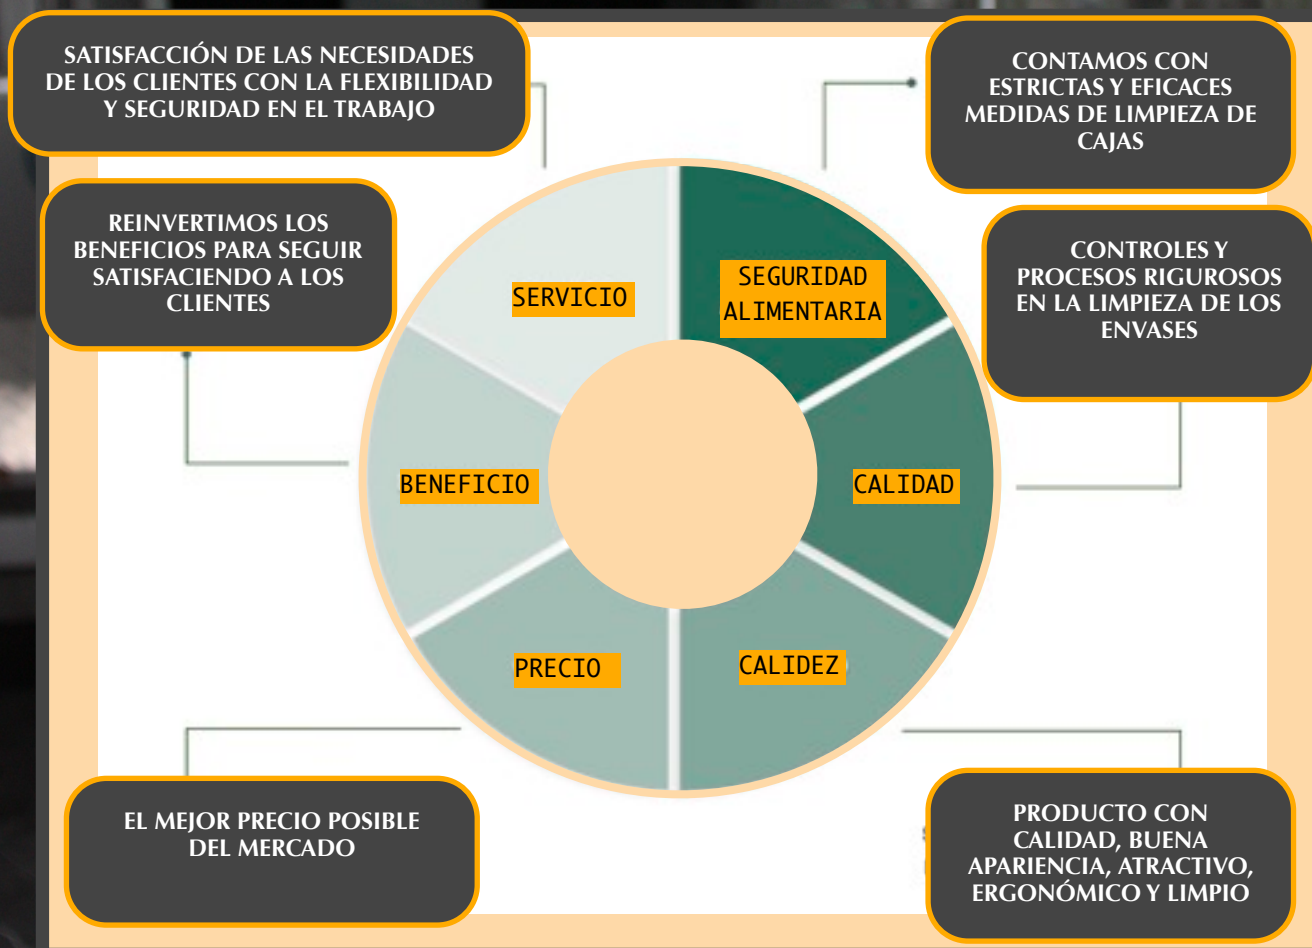 SATISFACCIÓN DE LAS NECESIDADES
DE LOS CLIENTES CON LA FLEXIBILIDAD
Y SEGURIDAD EN EL TRABAJO
CONTAMOS CON
ESTRICTAS Y EFICACES
MEDIDAS DE LIMPIEZA DE
CAJAS
REINVERTIMOS LOS
BENEFICIOS PARA SEGUIR
SATISFACIENDO A LOS
CLIENTES
CONTROLES Y
PROCESOS RIGUROSOS
EN LA LIMPIEZA DE LOS
ENVASES
SERVICIO
SEGURIDAD
ALIMENTARIA
BENEFICIO
CALIDAD
PRECIO
CALIDEZ
EL MEJOR PRECIO POSIBLE
DEL MERCADO
PRODUCTO CON
CALIDAD, BUENA
APARIENCIA, ATRACTIVO,
ERGONÓMICO Y LIMPIO